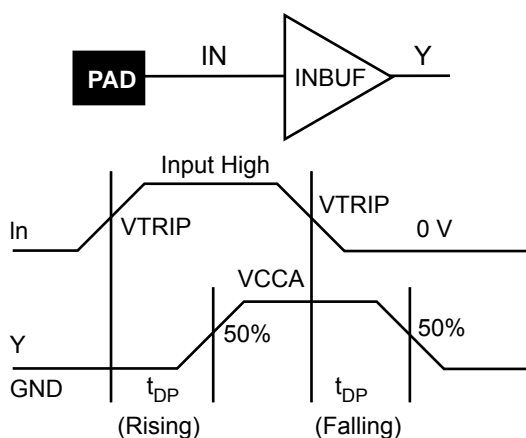 IN
Y
PAD
INBUF
Input High
In
VTRIP
VTRIP
0 V
VCCA
Y
50%
50%
GND
tDP
tDP
(Rising)
(Falling)